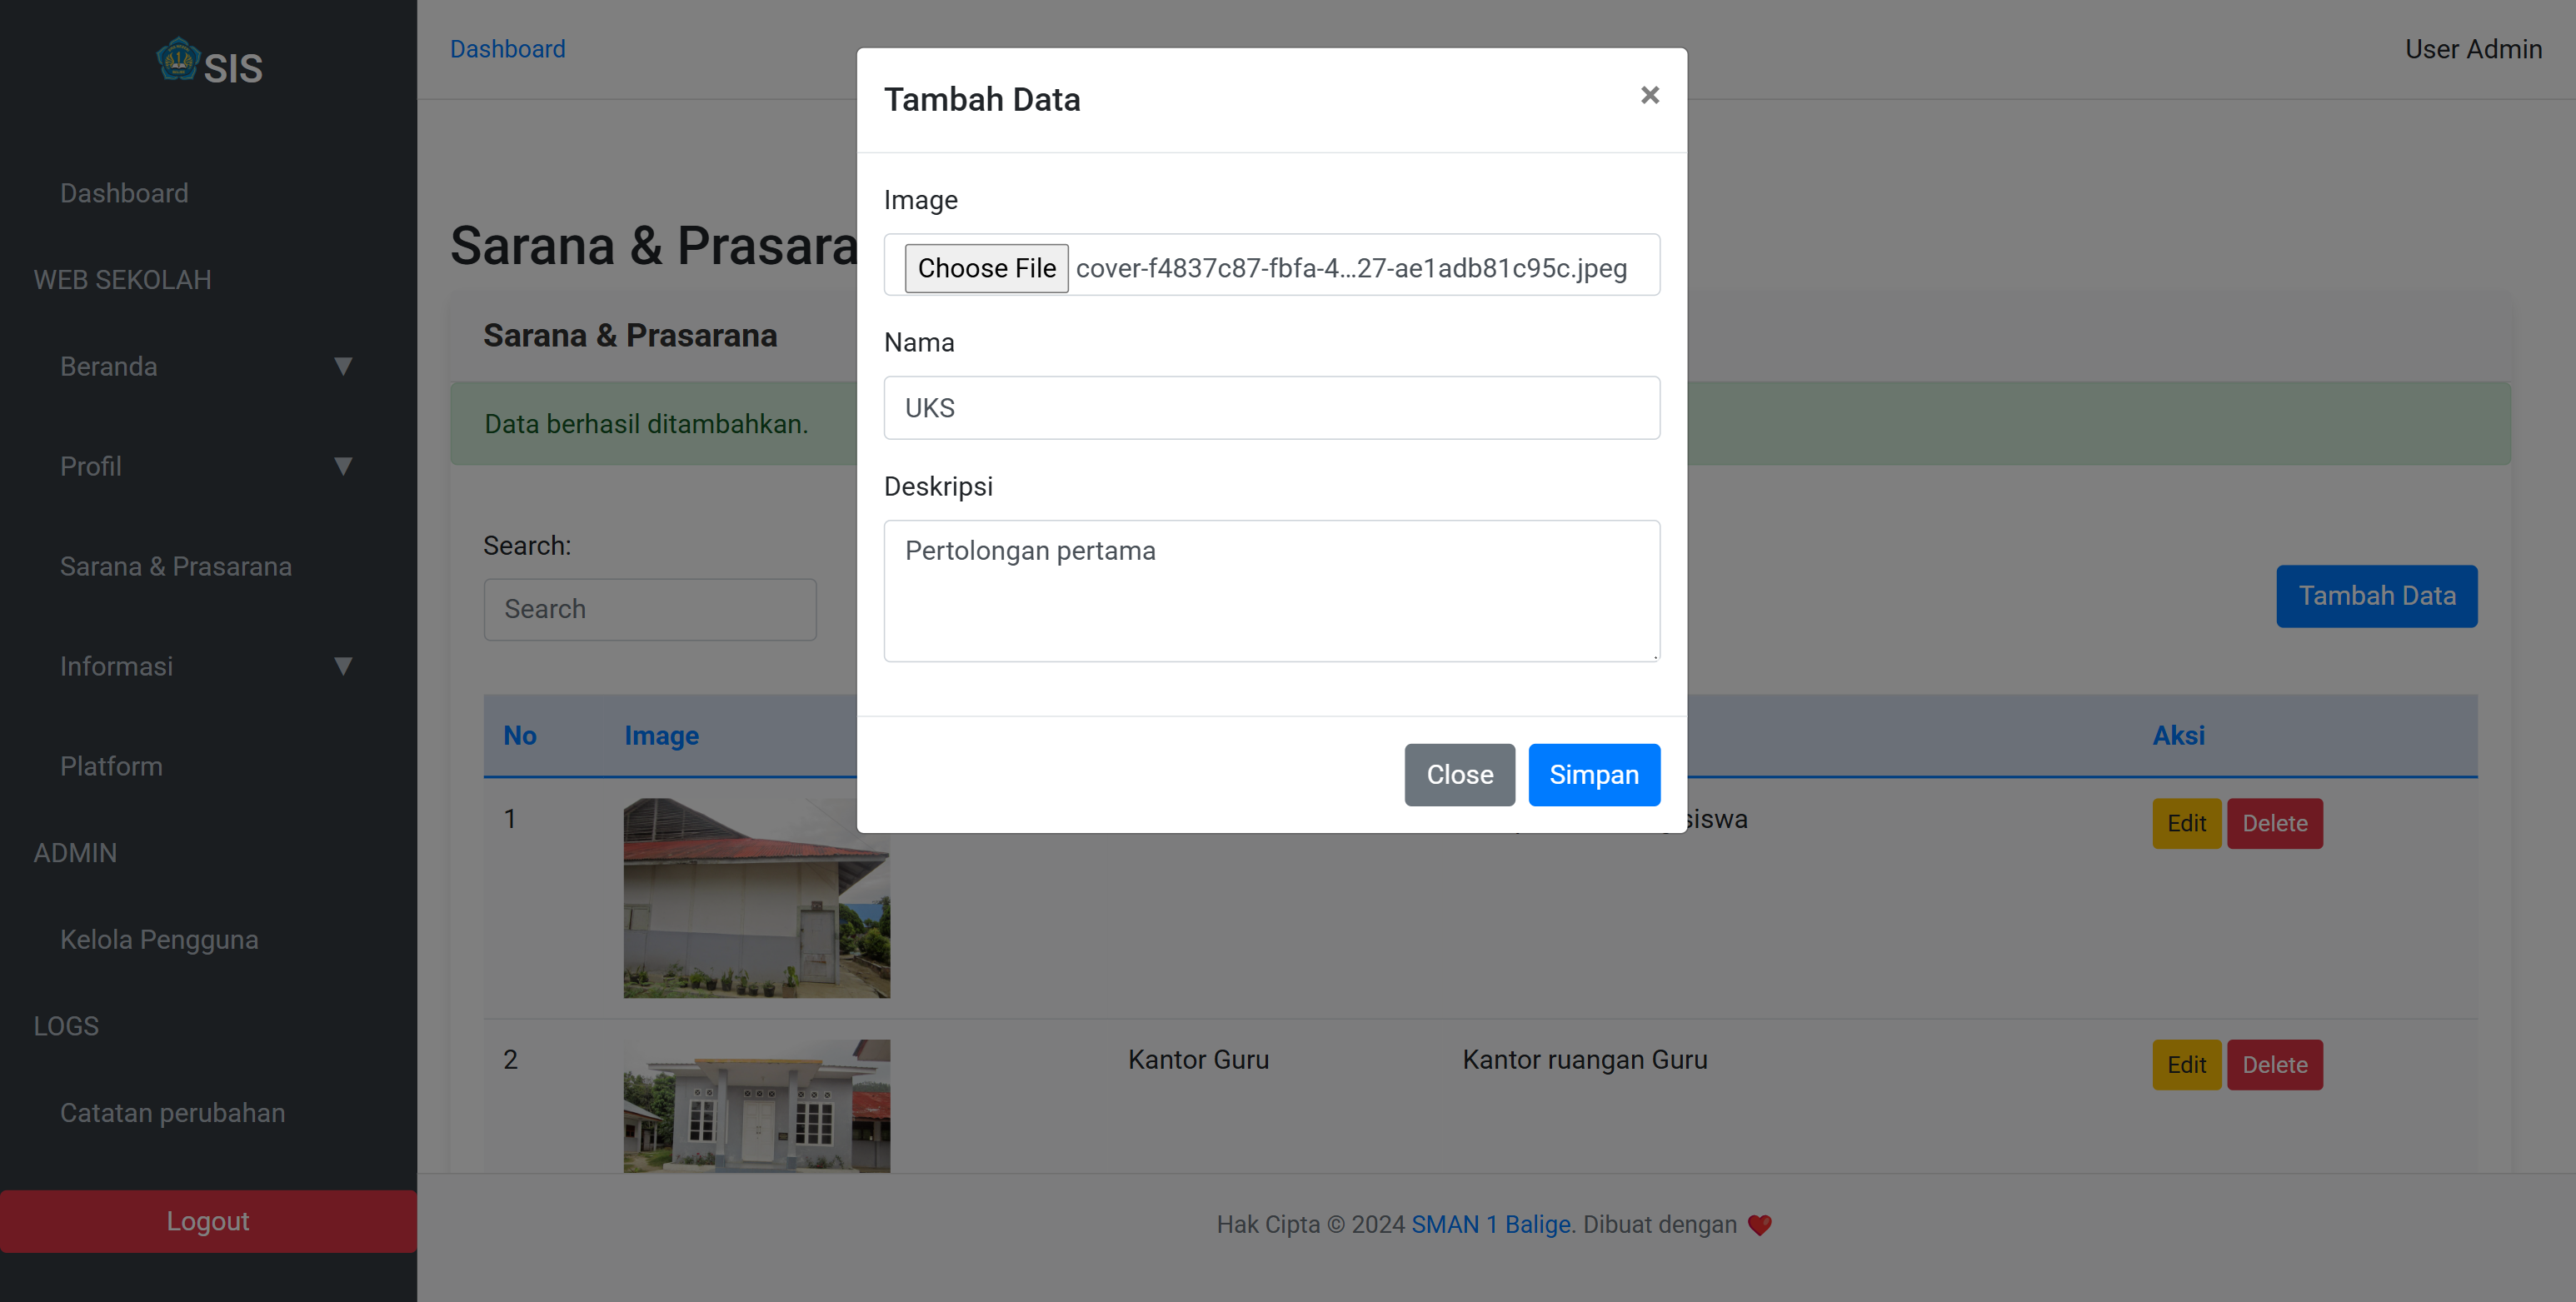 SIS
Dashboard
WEB SEKOLAH
Beranda
Profil
Sarana & Prasarana
Informasi
Platform
ADMIN
Kelola Pengguna
LOGS
Catatan perubahan
Logout
Dashboard
User Admin
Sarana & Prasara
Sarana & Prasarana
Data berhasil ditambahkan.
Search:
Search
Tambah Data
No Image Aksi
1 siswa Edit Delete
2 Kantor Guru Kantor ruangan Guru Edit Delete
Hak Cipta © 2024 SMAN 1 Balige. Dibuat dengan ❤️
Tambah Data ×
Image
Choose File cover-f4837c87-fbfa-4…27-ae1adb81c95c.jpeg
Nama
UKS
Deskripsi
Pertolongan pertama
Close Simpan